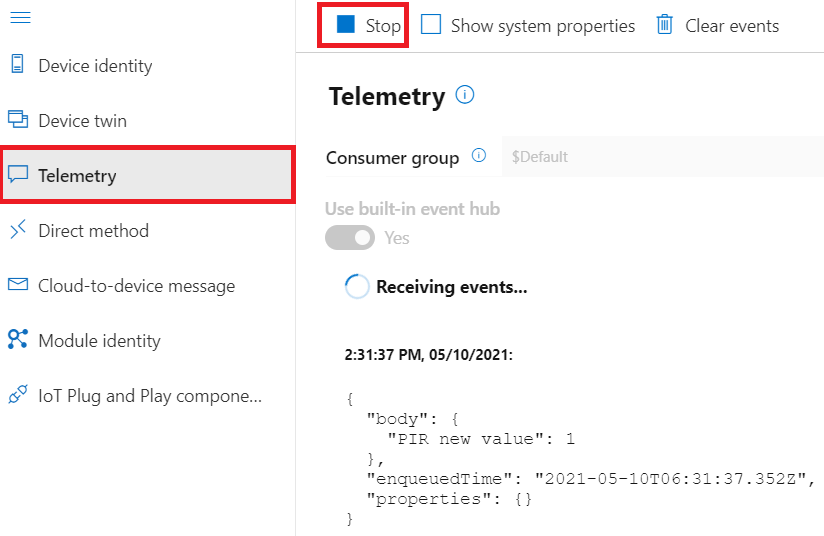 Stop
Show system properties
Clear events
Device identity
Device twin
Telemetry
Direct method
Cloud-to-device message
Module identity
IoT Plug and Play compone...
Telemetry
Consumer group
$Default
Use built-in event hub
Yes
Receiving events...
2:31:37 PM, 05/10/2021:
{
"body": {
"PIR new value": 1
},
"enqueuedTime": "2021-05-10T06:31:37.352Z",
"properties": {}
}